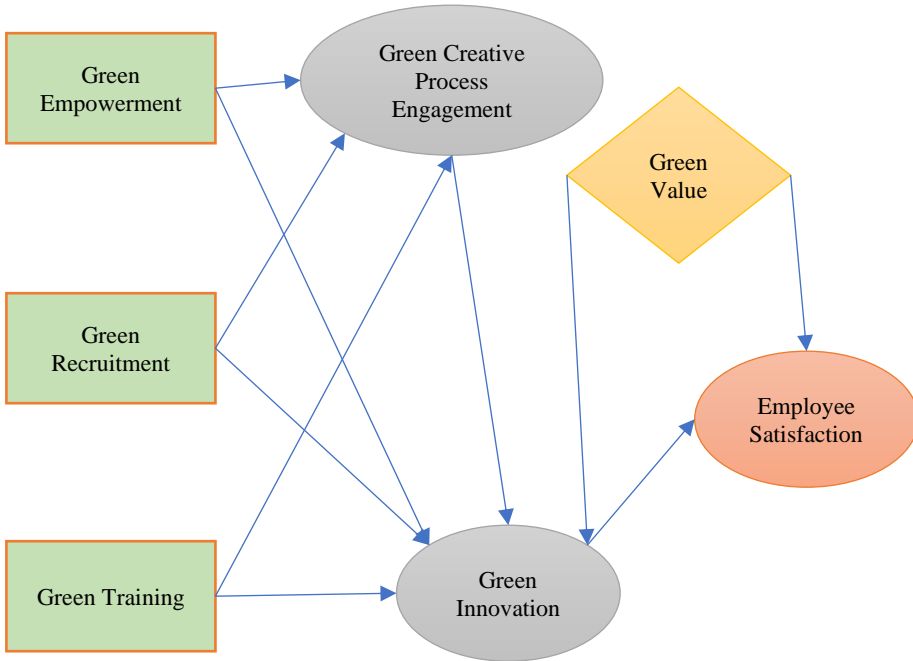 Green
Empowerment
Green Creative
Process
Engagement
Green
Value
Green
Recruitment
Employee
Satisfaction
Green Training
Green
Innovation